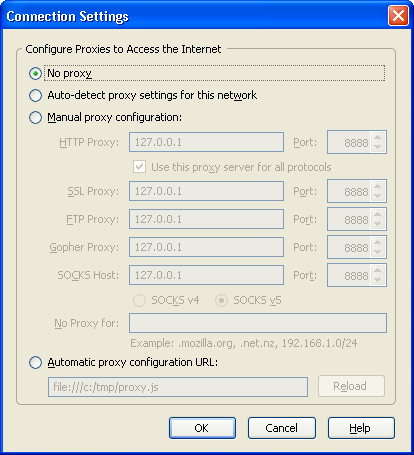 Connection Settings
Configure Proxies to Access the Internet
No proxy
Auto-detect proxy settings for this network
Manual proxy configuration:
HTTP Proxy: 127.0.0.1 Port: 8888
Use this proxy server for all protocols
SSL Proxy: 127.0.0.1 Port: 8888
FTP Proxy: 127.0.0.1 Port: 8888
Gopher Proxy: 127.0.0.1 Port: 8888
SOCKS Host: 127.0.0.1 Port: 8888
SOCKS v4 SOCKS v5
No Proxy for:
Example: .mozilla.org, .net.nz, 192.168.1.0/24
Automatic proxy configuration URL:
file:///c:/tmp/proxy.js Reload
OK Cancel Help